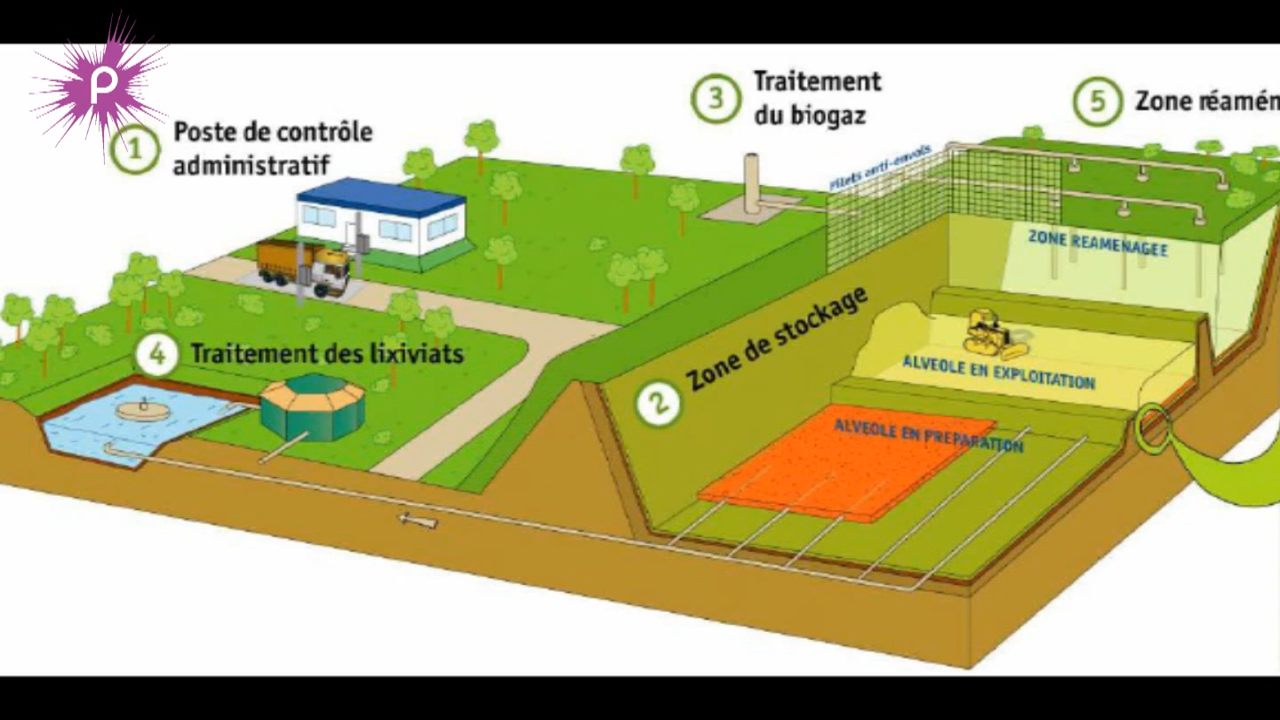 P
1
Poste de contrôle
administratif
3
Traitement
du biogaz
5
Zone réamén
Filets anti-envols
ZONE REAMENAGEE
2
Zone de stockage
4
Traitement des lixiviats
ALVEOLE EN EXPLOITATION
ALVEOLE EN PREPARATION